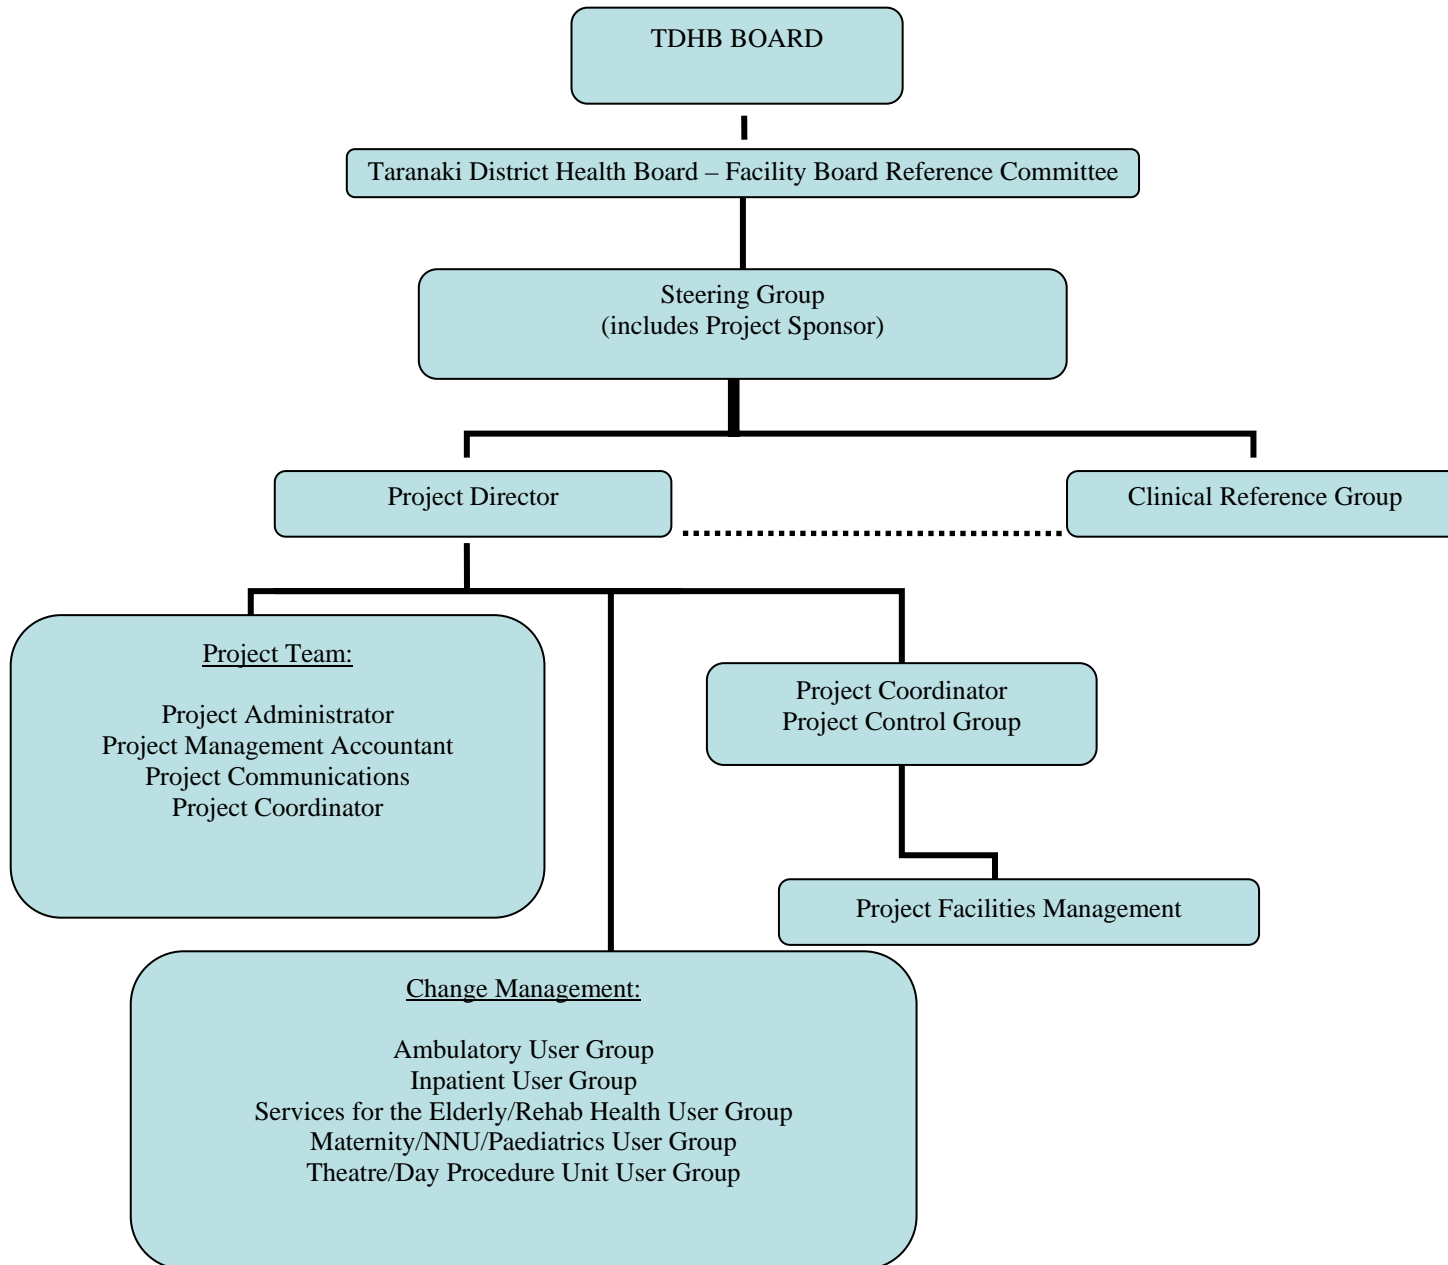 TDHB BOARD
Taranaki District Health Board – Facility Board Reference Committee
Steering Group
(includes Project Sponsor)
Project Director
Clinical Reference Group
Project Team:
Project Administrator
Project Management Accountant
Project Communications
Project Coordinator
Project Coordinator
Project Control Group
Project Facilities Management
Change Management:
Ambulatory User Group
Inpatient User Group
Services for the Elderly/Rehab Health User Group
Maternity/NNU/Paediatrics User Group
Theatre/Day Procedure Unit User Group